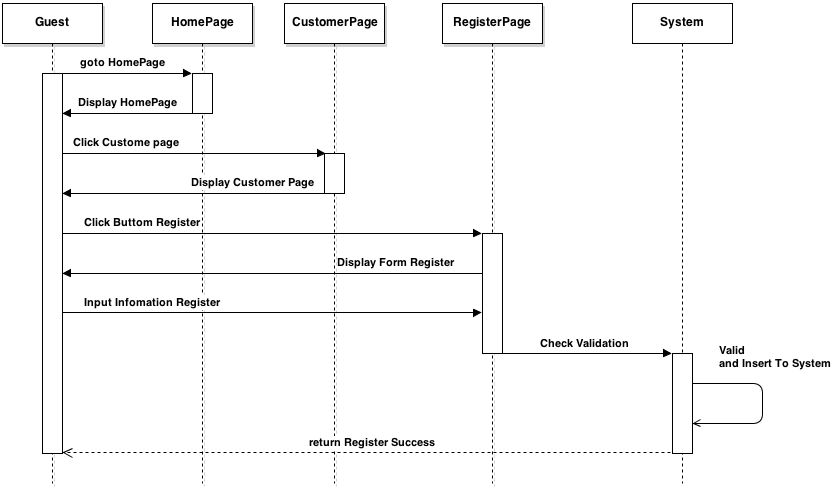 Guest
HomePage
CustomerPage
RegisterPage
System
goto HomePage
Display HomePage
Click Custome page
Display Customer Page
Click Buttom Register
Display Form Register
Input Infomation Register
Check Validation
Valid
and Insert To System
return Register Success